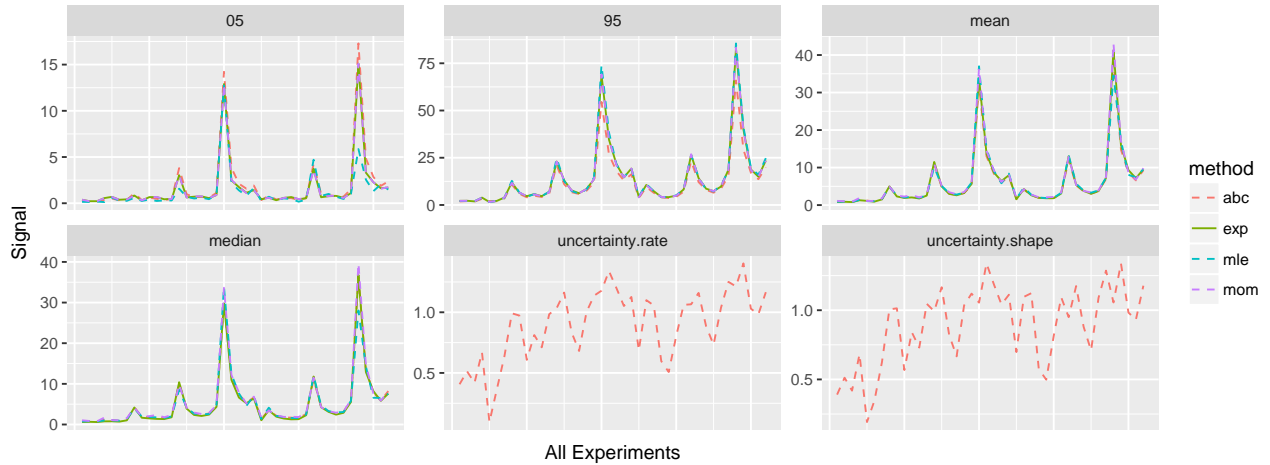 05
95
mean
15
10
5
0
75
50
25
0
40
30
20
10
0
method
abc
exp
mle
mom
Signal
median
uncertainty.rate
uncertainty.shape
40
30
20
10
0
1.0
0.5
1.0
0.5
All Experiments